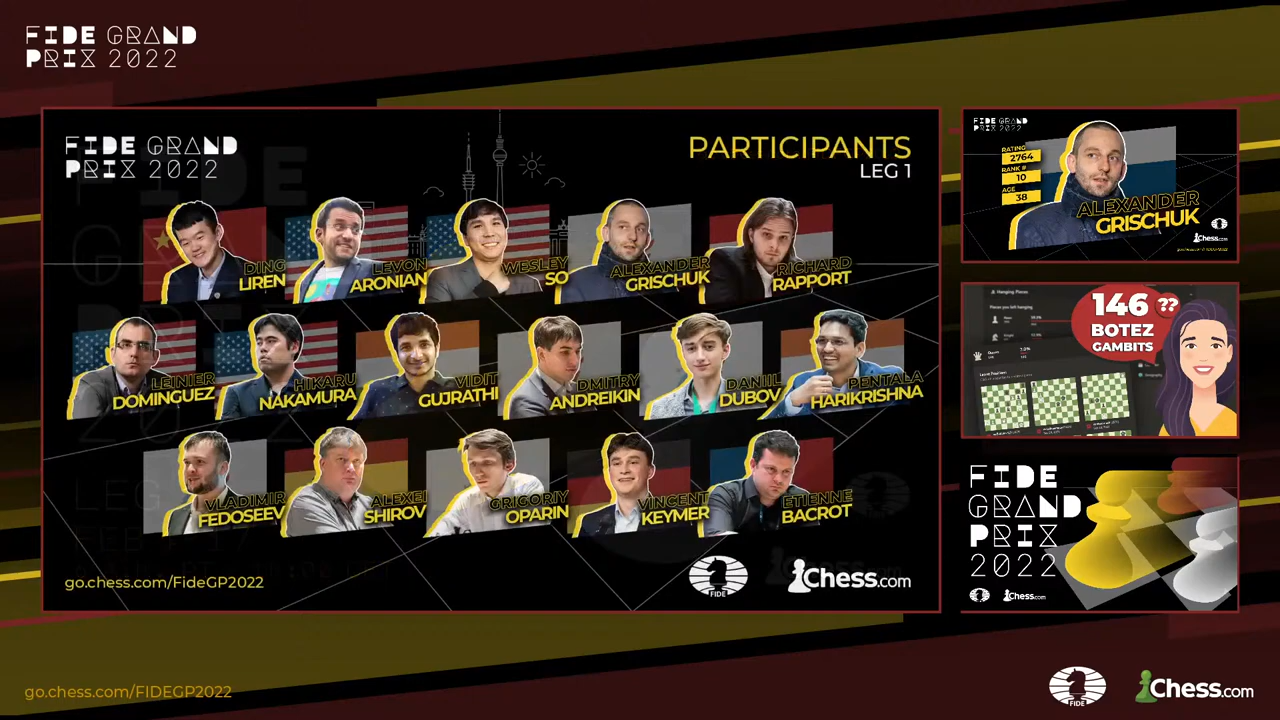 FIDE GRAND
PRIX 2022
FIDE GRAND
PRIX 2022
PARTICIPANTS
LEG 1
DING
LIREN
LEVON
ARONIAN
WESLEY
SO
ALEXANDER
GRISCHUK
RICHARD
RAPPORT
LEINIER
DOMINGUEZ
HIKARU
NAKAMURA
VIDIT
GUJRATHI
DMITRY
ANDREIKIN
DANIIL
DUBOV
PENTALA
HARIKRISHNA
VLADIMIR
FEDOSEEV
ALEXEI
SHIROV
GRIGORIY
OPARIN
VINCENT
KEYMER
ETIENNE
BACROT
go.chess.com/FideGP2022
FIDE
Chess.com
FIDE GRAND
PRIX 2022
RATING
2764
RANK #
10
AGE
38
ALEXANDER
GRISCHUK
Chess.com
146 ??
BOTEZ
GAMBITS
FIDE
GRAND
PRIX
2022
Chess.com
go.chess.com/FIDEGP2022
FIDE
Chess.com